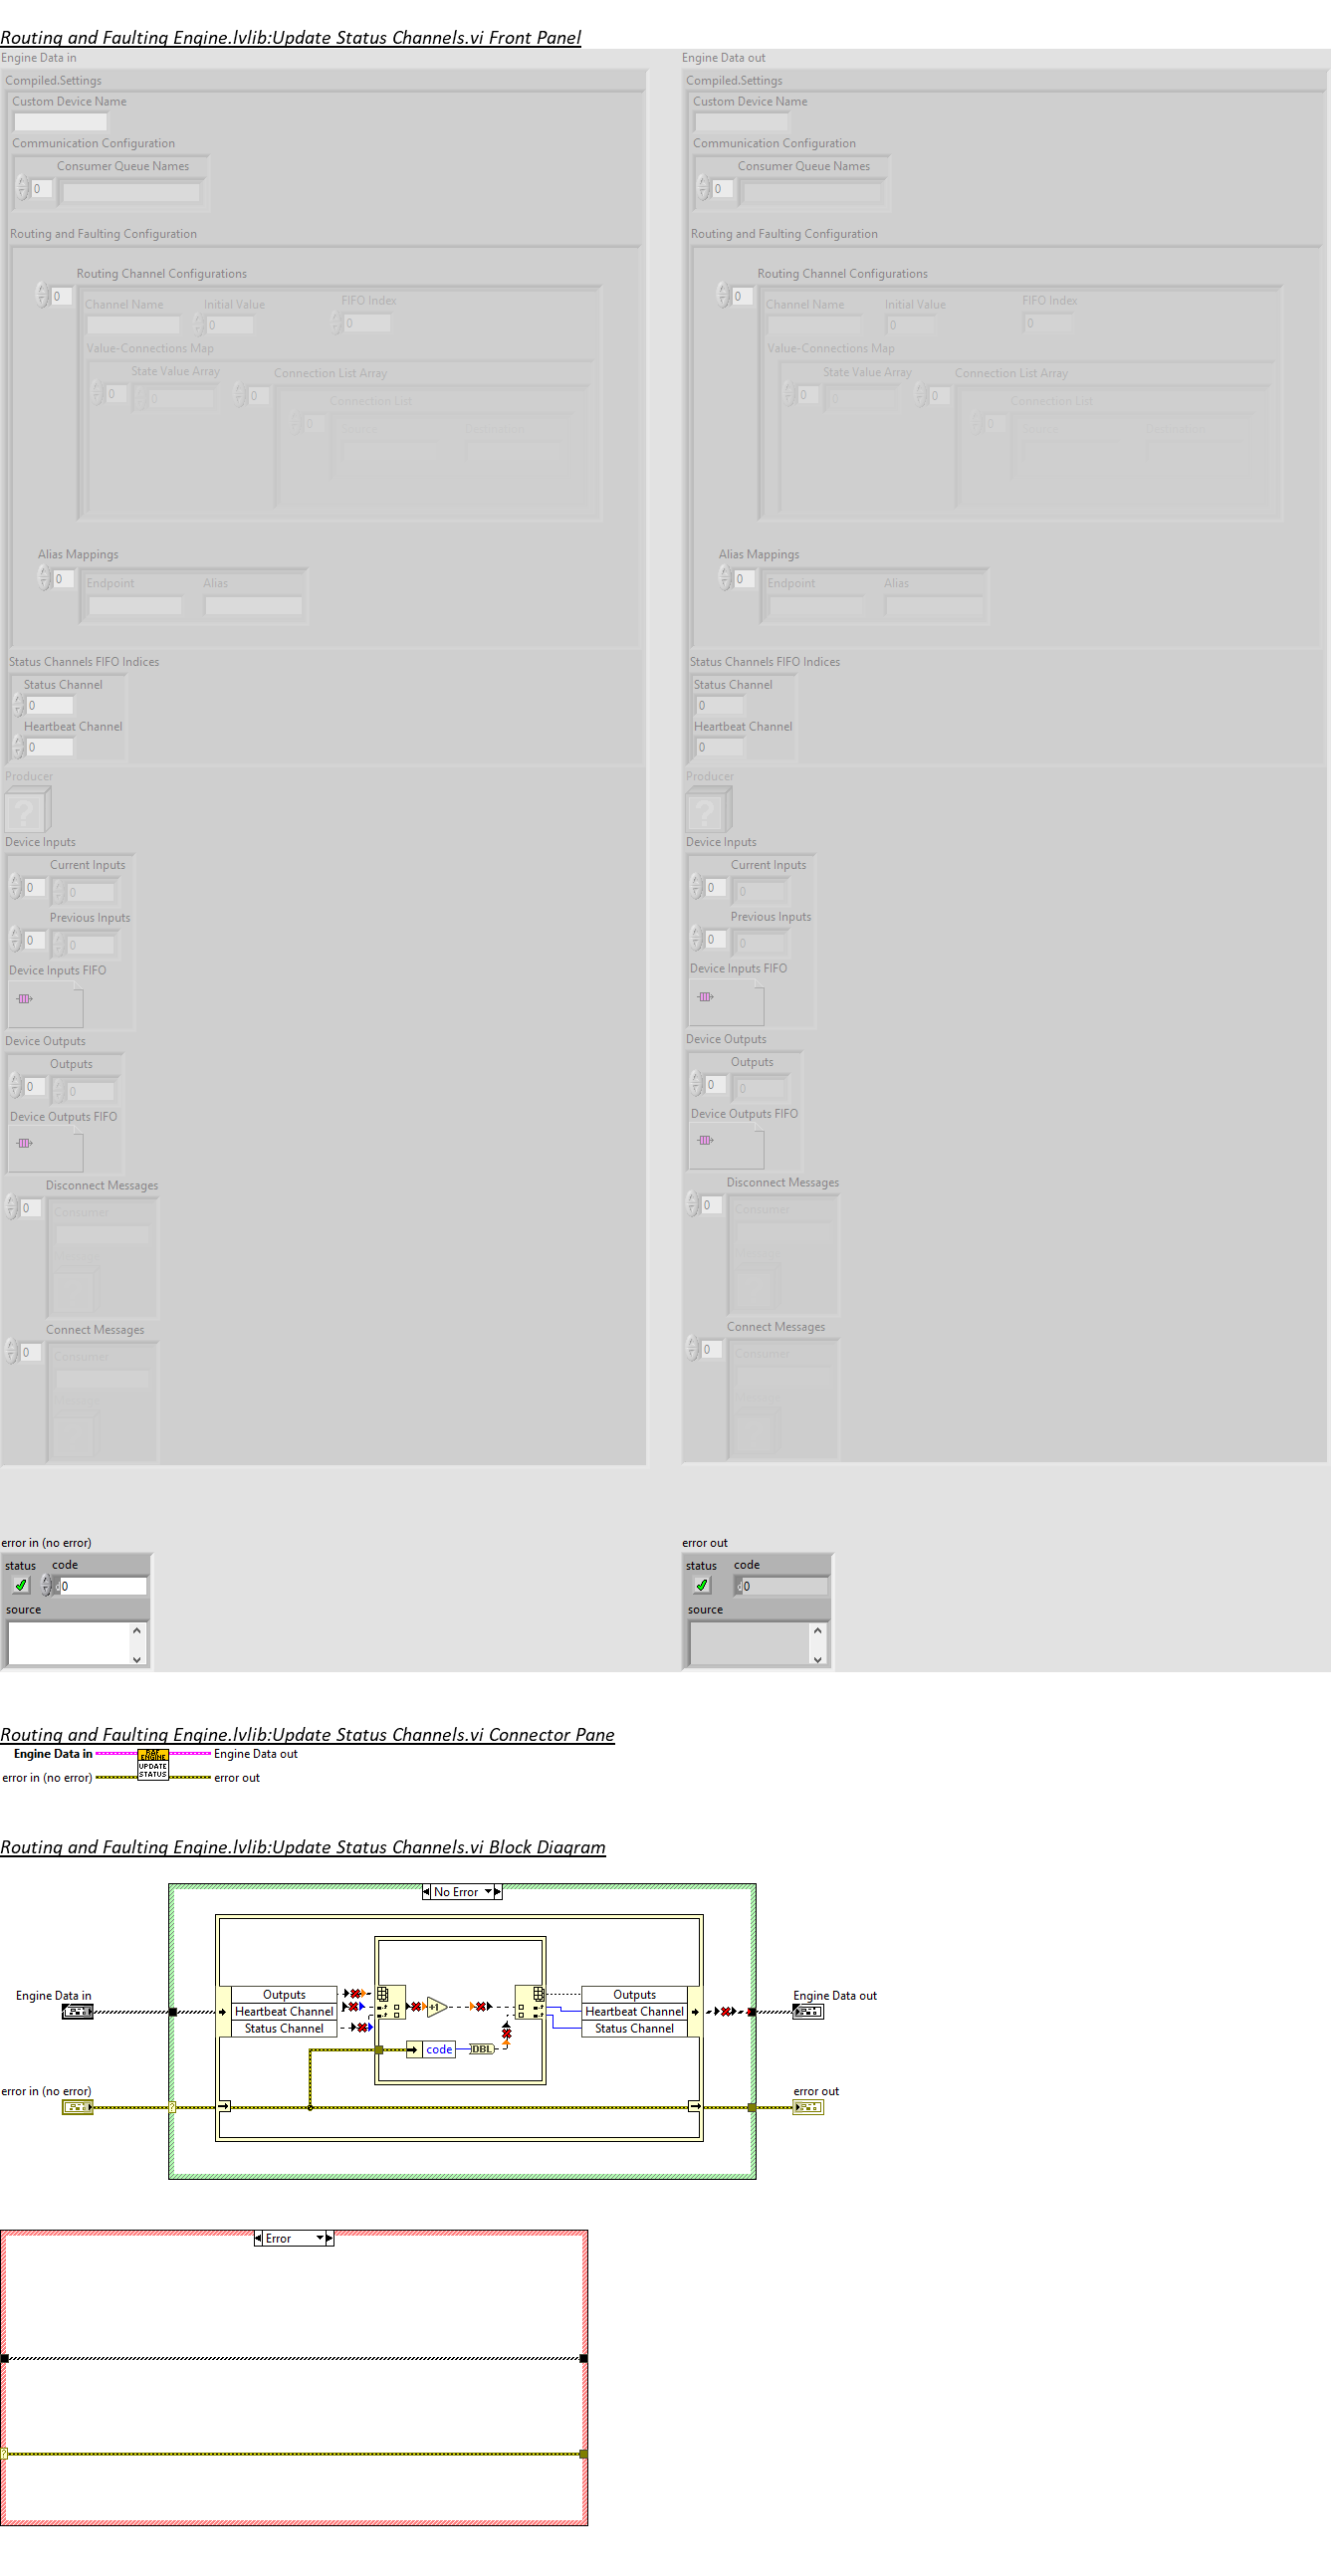 Routing and Faulting Engine.lvlib:Update Status Channels.vi Front Panel
Engine Data in
Engine Data out
Compiled.Settings
Compiled.Settings
Custom Device Name
Custom Device Name
Communication Configuration
Communication Configuration
Consumer Queue Names
Consumer Queue Names
0
0
Routing and Faulting Configuration
Routing and Faulting Configuration
Routing Channel Configurations
Routing Channel Configurations
0
0
Channel Name Initial Value FIFO Index
Channel Name Initial Value FIFO Index
0 0
0 0
Value-Connections Map
Value-Connections Map
State Value Array Connection List Array
State Value Array Connection List Array
0 0 0
0 0 0
Connection List
Connection List
0
0
Source
Source
Alias Mappings
Alias Mappings
0
0
Endpoint Alias
Endpoint Alias
Status Channels FIFO Indices
Status Channels FIFO Indices
Status Channel
Status Channel
0
0
Heartbeat Channel
Heartbeat Channel
0
0
Producer
Producer
?
?
Device Inputs
Device Inputs
Current Inputs
Current Inputs
0 0
0 0
Previous Inputs
Previous Inputs
0 0
0 0
Device Inputs FIFO
Device Inputs FIFO
Device Outputs
Device Outputs
Outputs
Outputs
0 0
0 0
Device Outputs FIFO
Device Outputs FIFO
Disconnect Messages
Disconnect Messages
0
0
Consumer
Consumer
Connect Messages
Connect Messages
0
0
Consumer
Consumer
error in (no error)
error out
status code
status code
0
0
source
source
Routing and Faulting Engine.lvlib:Update Status Channels.vi Connector Pane
Engine Data in
RAF ENGINE
UPDATE STATUS
Engine Data out
error in (no error)
error out
Routing and Faulting Engine.lvlib:Update Status Channels.vi Block Diagram
No Error
Engine Data in
Outputs
Heartbeat Channel
Status Channel
+1
Outputs
Heartbeat Channel
Status Channel
Engine Data out
code
DBL
error in (no error)
?
error out
Error
?